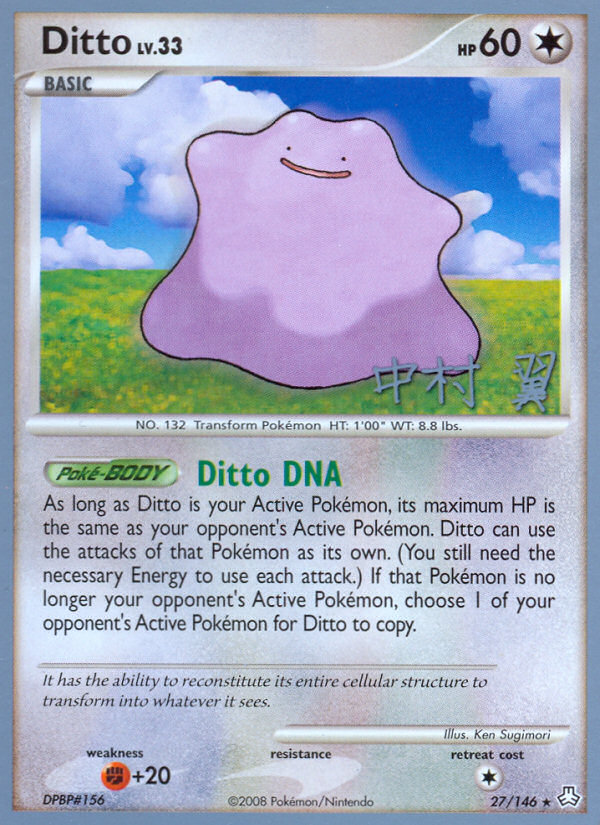 Ditto LV.33 HP 60
BASIC
中村 翼
NO. 132 Transform Pokémon HT: 1'00" WT: 8.8 lbs.
Poké-BODY Ditto DNA
As long as Ditto is your Active Pokémon, its maximum HP is
the same as your opponent's Active Pokémon. Ditto can use
the attacks of that Pokémon as its own. (You still need the
necessary Energy to use each attack.) If that Pokémon is no
longer your opponent's Active Pokémon, choose 1 of your
opponent's Active Pokémon for Ditto to copy.
It has the ability to reconstitute its entire cellular structure to
transform into whatever it sees.
Illus. Ken Sugimori
weakness resistance retreat cost
+20
DPBP#156 ©2008 Pokémon/Nintendo 27/146 ★